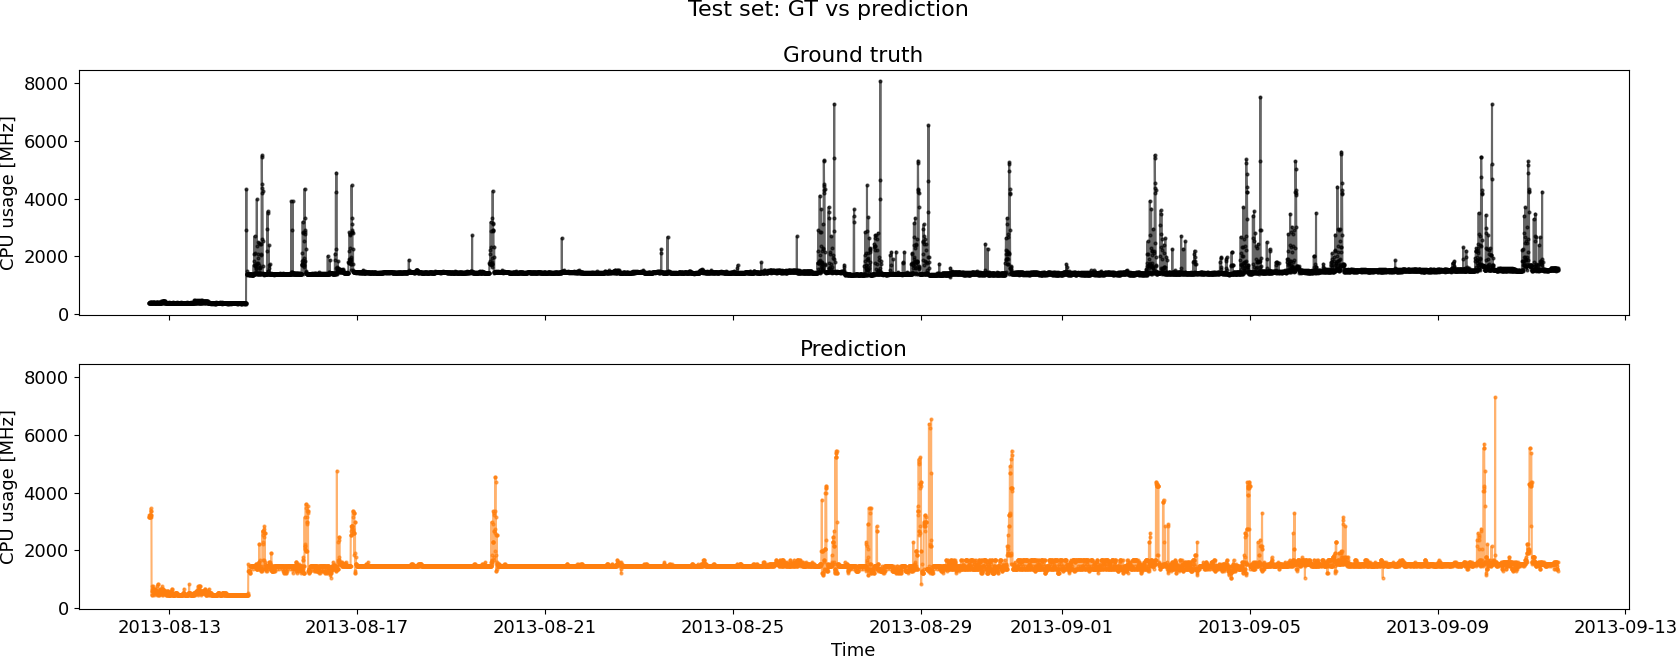 Test set: GT vs prediction
Ground truth
CPU usage [MHz]
8000
6000
4000
2000
0
Prediction
CPU usage [MHz]
8000
6000
4000
2000
0
2013-08-13 2013-08-17 2013-08-21 2013-08-25 2013-08-29 2013-09-01 2013-09-05 2013-09-09 2013-09-13
Time